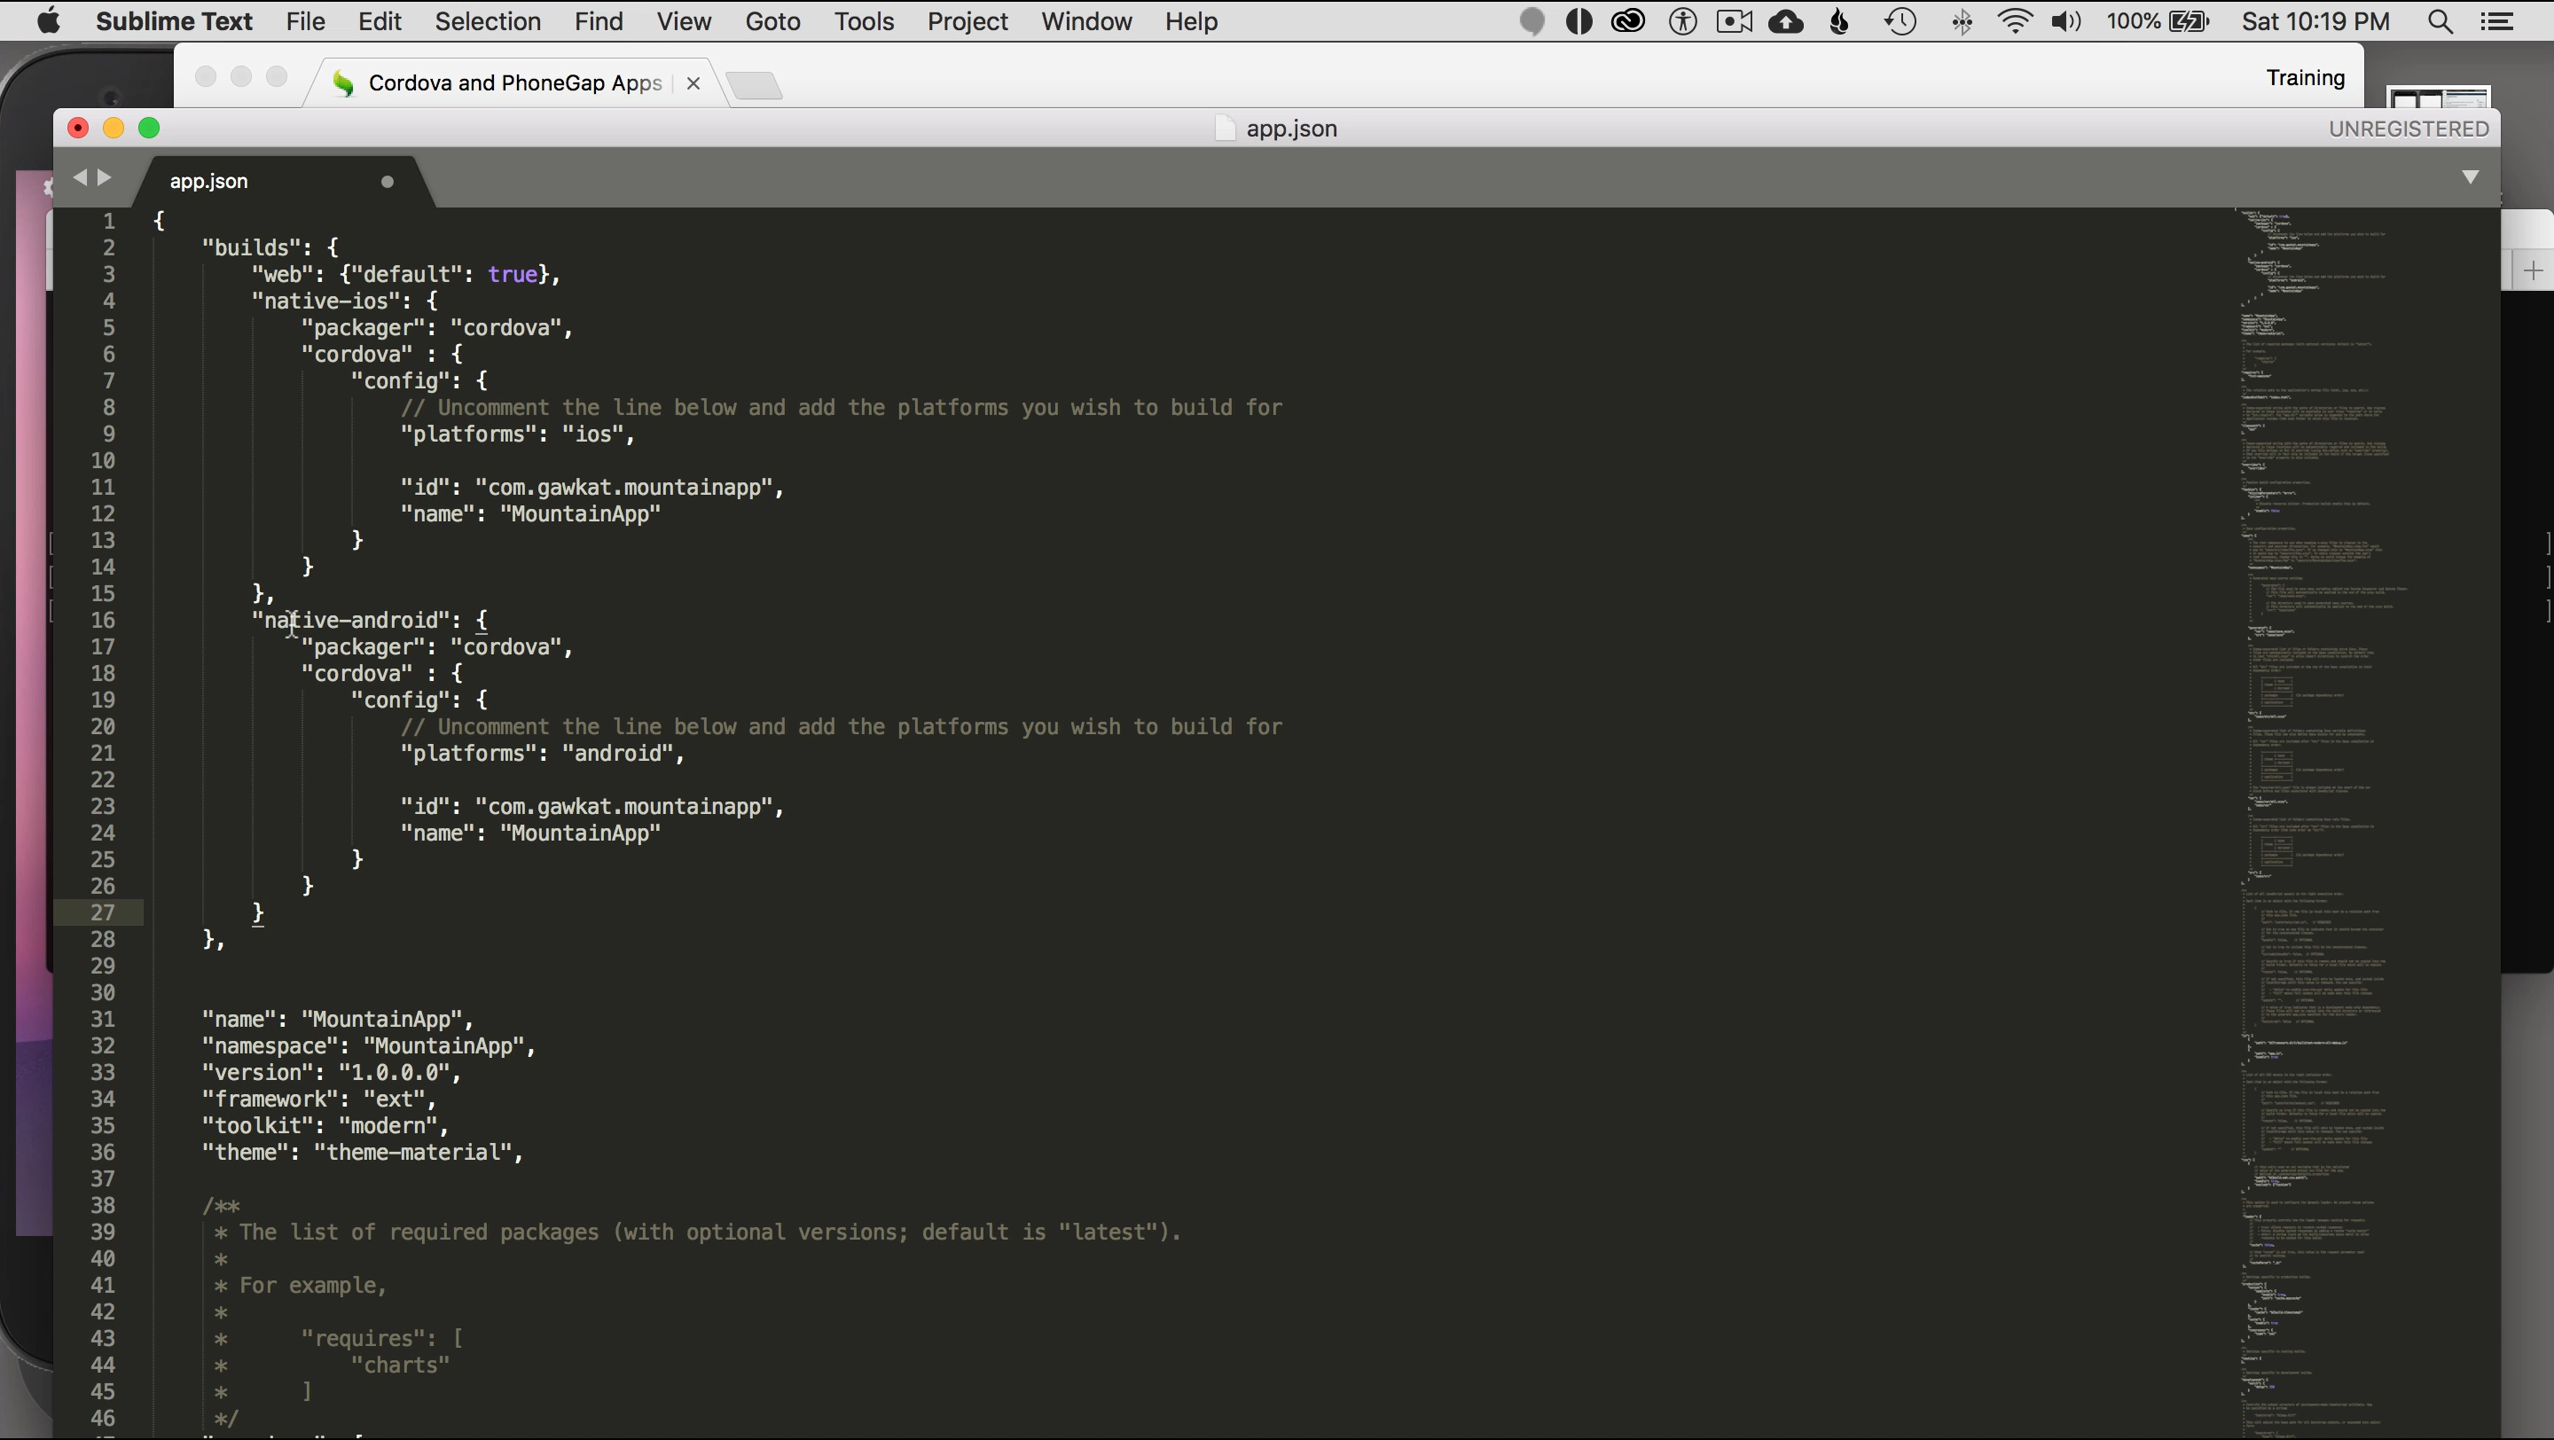 Sublime Text File Edit Selection Find View Goto Tools Project Window Help 100% Sat 10:19 PM
Cordova and PhoneGap Apps Training
app.json UNREGISTERED
app.json
1 {
2 "builds": {
3 "web": {"default": true},
4 "native-ios": {
5 "packager": "cordova",
6 "cordova" : {
7 "config": {
8 // Uncomment the line below and add the platforms you wish to build for
9 "platforms": "ios",
10
11 "id": "com.gawkat.mountainapp",
12 "name": "MountainApp"
13 }
14 }
15 },
16 "native-android": {
17 "packager": "cordova",
18 "cordova" : {
19 "config": {
20 // Uncomment the line below and add the platforms you wish to build for
21 "platforms": "android",
22
23 "id": "com.gawkat.mountainapp",
24 "name": "MountainApp"
25 }
26 }
27 }
28 },
29
30
31 "name": "MountainApp",
32 "namespace": "MountainApp",
33 "version": "1.0.0.0",
34 "framework": "ext",
35 "toolkit": "modern",
36 "theme": "theme-material",
37
38 /**
39 * The list of required packages (with optional versions; default is "latest").
40 *
41 * For example,
42 *
43 * "requires": [
44 * "charts"
45 * ]
46 */